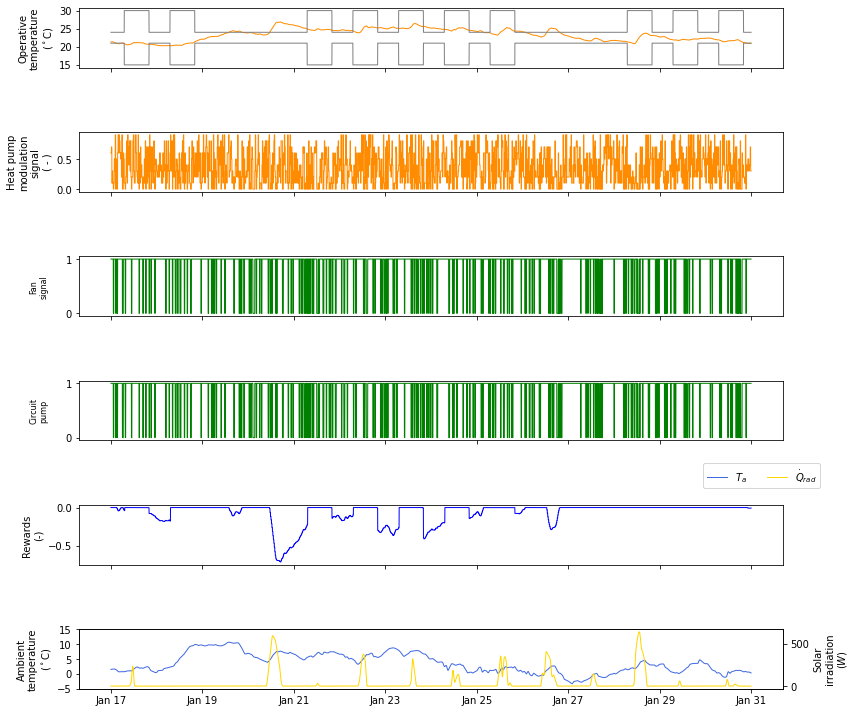 Operative
temperature
(°C)
30
25
20
15
Heat pump
modulation
signal
( - )
0.5
0.0
Fan
signal
1
0
Circuit
pump
1
0
T_a
Q̇_rad
Rewards
(-)
0.0
−0.5
Ambient
temperature
(°C)
15
10
5
0
−5
500
0
Solar
irradiation
(W)
Jan 17
Jan 19
Jan 21
Jan 23
Jan 25
Jan 27
Jan 29
Jan 31